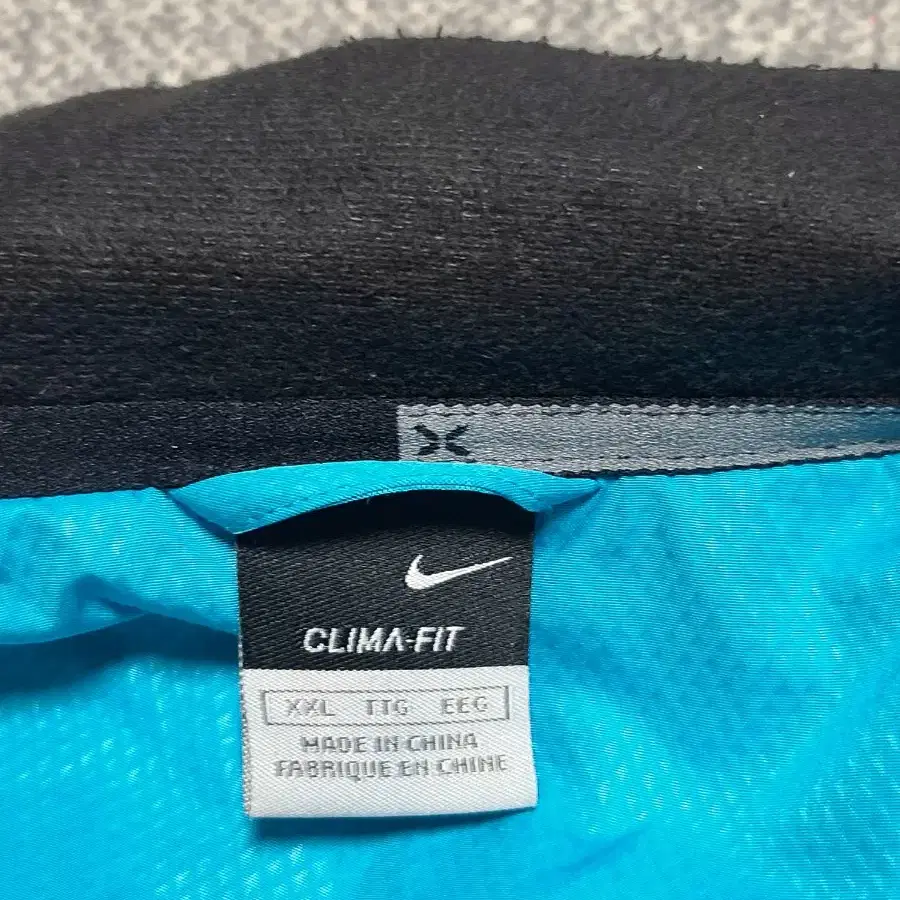 CLIMA-FIT
XXL TTG EEG
MADE IN CHINA
FABRIQUE EN CHINE